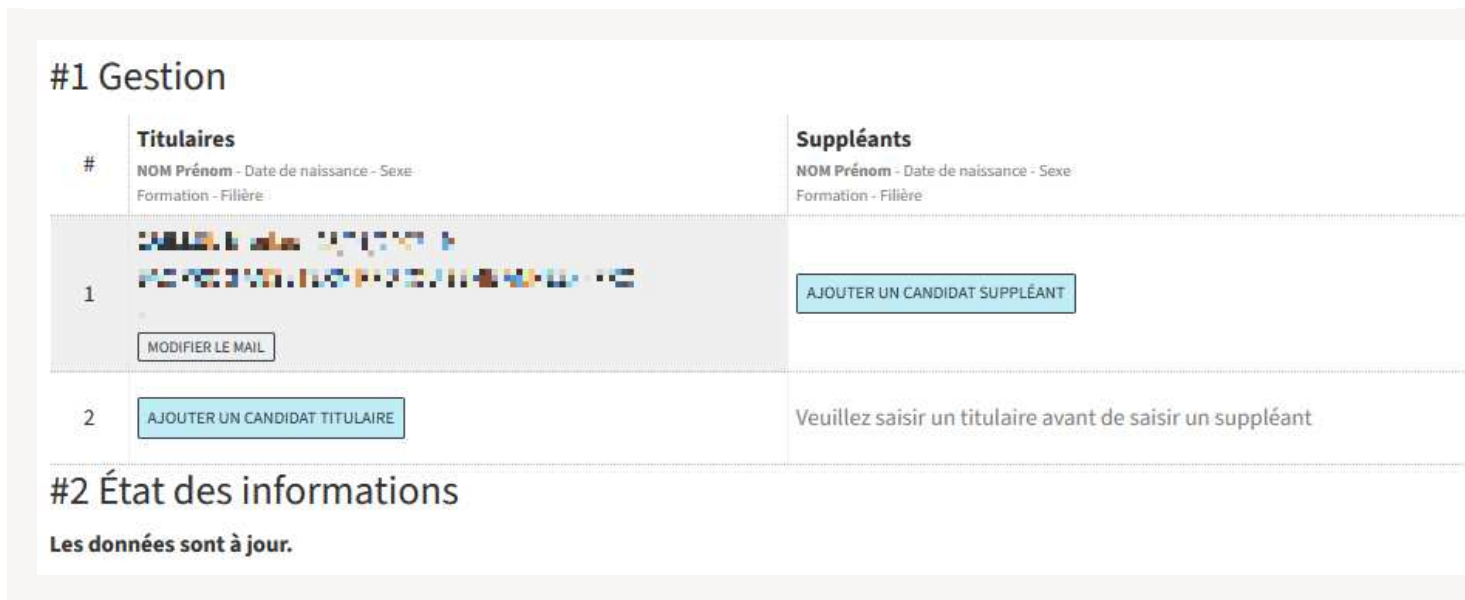 #1 Gestion
#
Titulaires
NOM Prénom - Date de naissance - Sexe
Formation - Filière
Suppléants
NOM Prénom - Date de naissance - Sexe
Formation - Filière
1
MODIFIER LE MAIL
AJOUTER UN CANDIDAT SUPPLÉANT
2
AJOUTER UN CANDIDAT TITULAIRE
Veuillez saisir un titulaire avant de saisir un suppléant
#2 État des informations
Les données sont à jour.